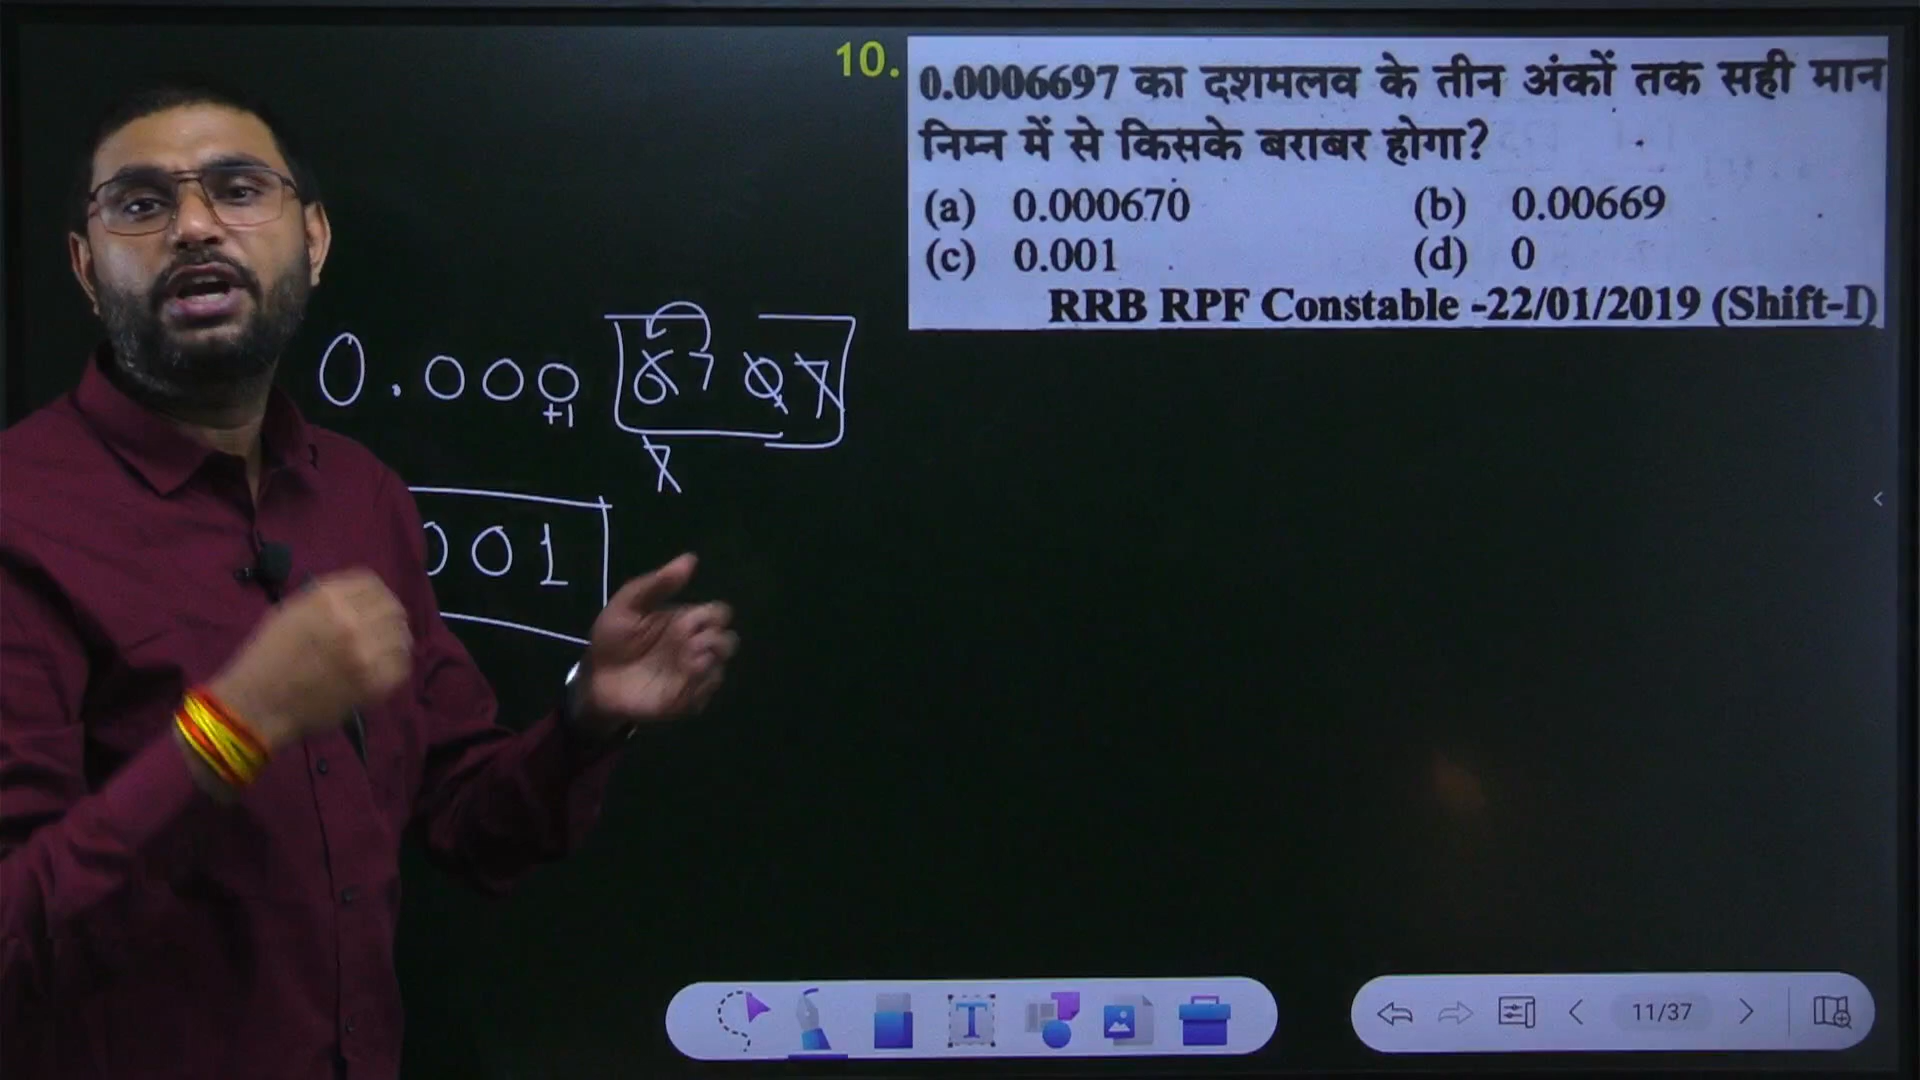 10.
0.0006697 का दशमलव के तीन अंकों तक सही मान
निम्न में से किसके बराबर होगा?
(a) 0.000670 (b) 0.00669
(c) 0.001 (d) 0
RRB RPF Constable -22/01/2019 (Shift-I)
0.000
+1
7
001
T
11/37